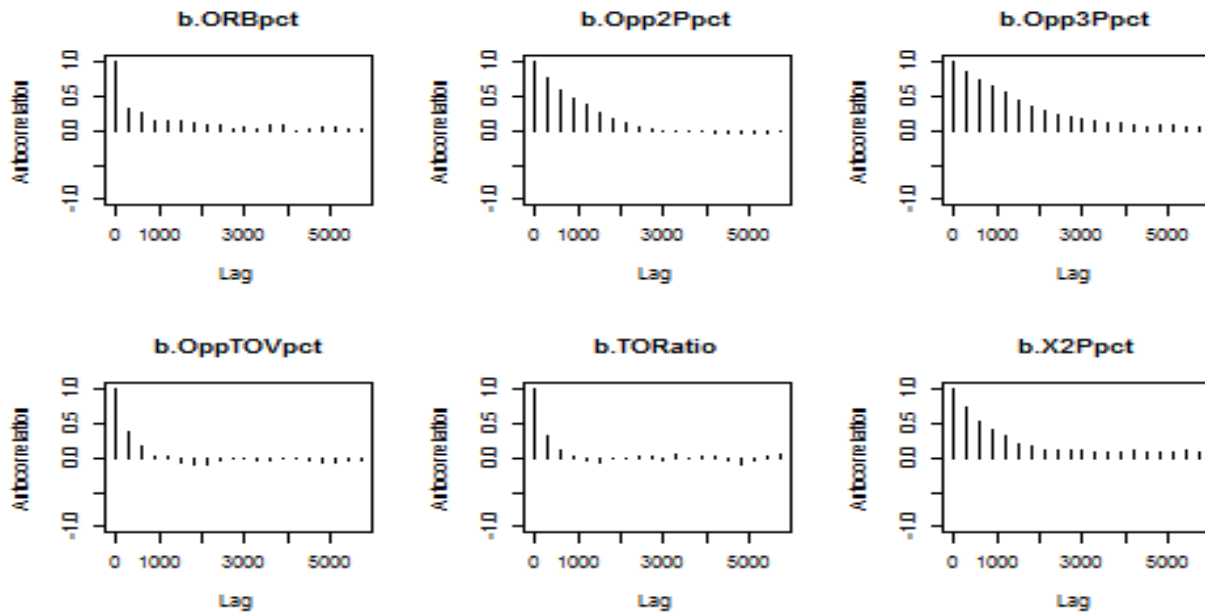 b.ORBpct b.Opp2Ppct b.Opp3Ppct
Autocorrelation
-1.0 0.0 0.5 1.0
0 1000 3000 5000
Lag
Autocorrelation
-1.0 0.0 0.5 1.0
0 1000 3000 5000
Lag
Autocorrelation
-1.0 0.0 0.5 1.0
0 1000 3000 5000
Lag
b.OppTOVpct b.TORatio b.X2Ppct
Autocorrelation
-1.0 0.0 0.5 1.0
0 1000 3000 5000
Lag
Autocorrelation
-1.0 0.0 0.5 1.0
0 1000 3000 5000
Lag
Autocorrelation
-1.0 0.0 0.5 1.0
0 1000 3000 5000
Lag